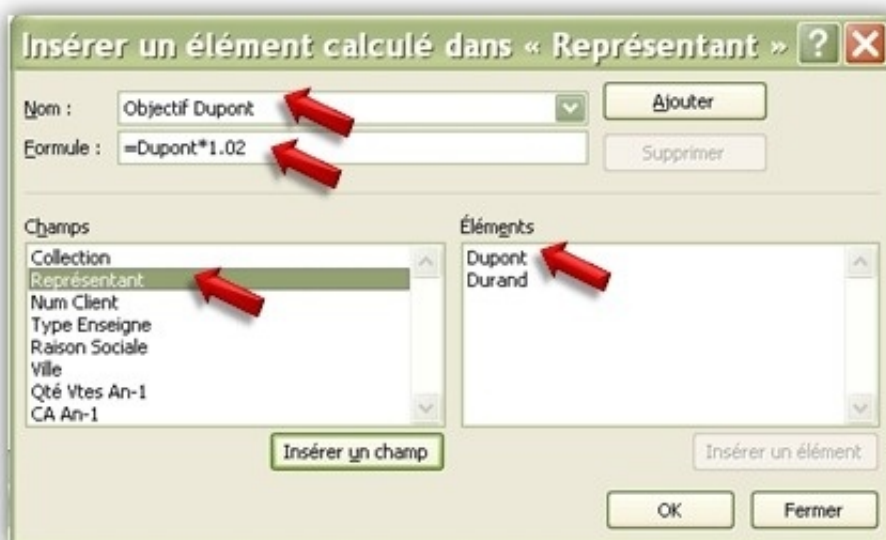 Insérer un élément calculé dans « Représentant » ?
Nom : Objectif Dupont
Ajouter
Formule : =Dupont*1.02
Supprimer
Champs
Collection
Représentant
Num Client
Type Enseigne
Raison Sociale
Ville
Qté Vtes An-1
CA An-1
Éléments
Dupont
Durand
Insérer un champ
Insérer un élément
OK
Fermer